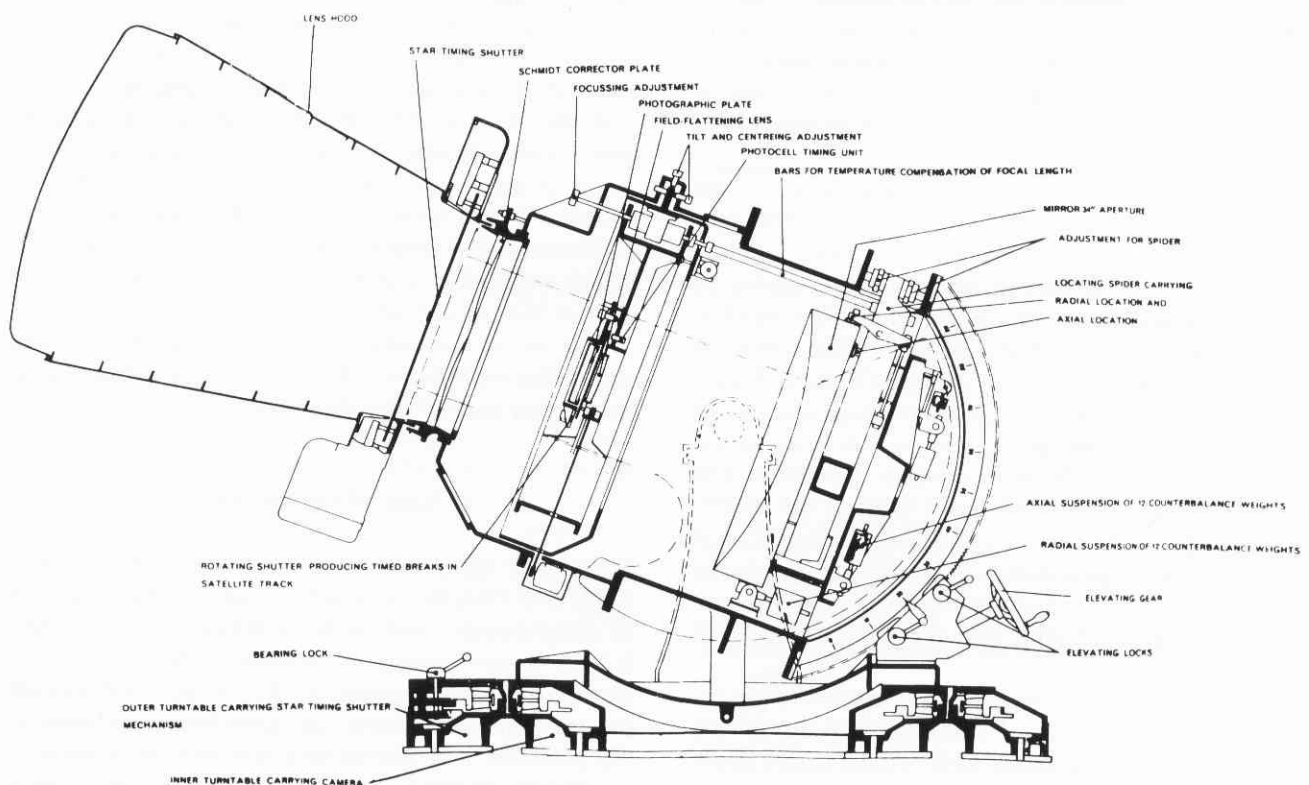 LENS HOOD
STAR TIMING SHUTTER
SCHMIDT CORRECTOR PLATE
FOCUSSING ADJUSTMENT
PHOTOGRAPHIC PLATE
FIELD-FLATTENING LENS
TILT AND CENTREING ADJUSTMENT
PHOTOCELL TIMING UNIT
BARS FOR TEMPERATURE COMPENSATION OF FOCAL LENGTH
MIRROR 34" APERTURE
ADJUSTMENT FOR SPIDER
LOCATING SPIDER CARRYING
RADIAL LOCATION AND
AXIAL LOCATION
AXIAL SUSPENSION OF 12 COUNTERBALANCE WEIGHTS
RADIAL SUSPENSION OF 12 COUNTERBALANCE WEIGHTS
ROTATING SHUTTER PRODUCING TIMED BREAKS IN
SATELLITE TRACK
ELEVATING GEAR
ELEVATING LOCKS
BEARING LOCK
OUTER TURNTABLE CARRYING STAR TIMING SHUTTER
MECHANISM
INNER TURNTABLE CARRYING CAMERA